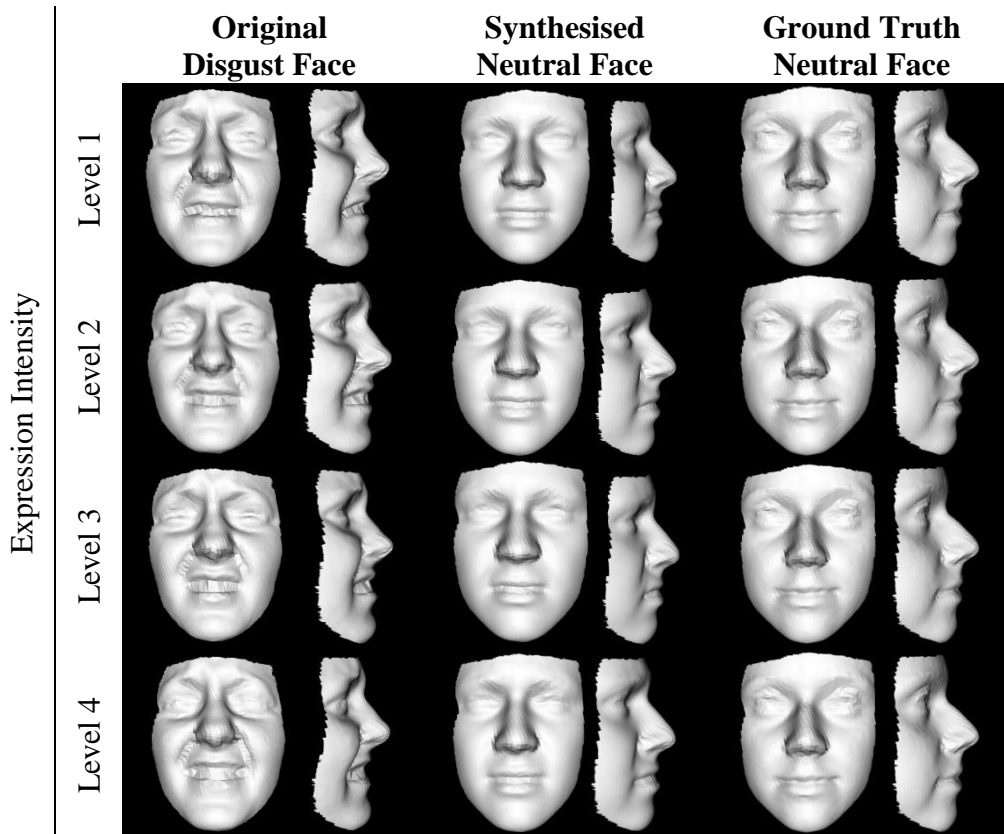 Original
Disgust Face
Synthesised
Neutral Face
Ground Truth
Neutral Face
Expression Intensity
Level 1
Level 2
Level 3
Level 4